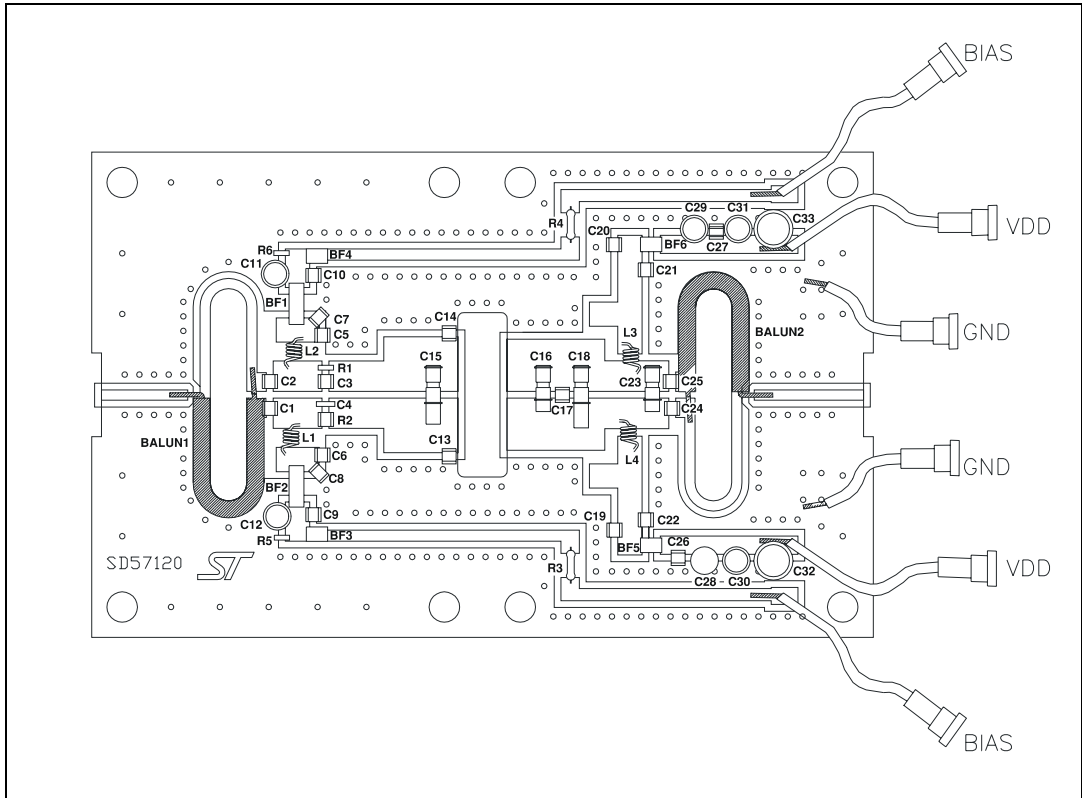 BIAS
VDD
GND
GND
VDD
BIAS
C29
C31
C33
R4
C20
C27
BF6
R6
BF4
C11
C10
C21
BF1
C7
C5
C14
L3
BALUN2
L2
C15
C16
C18
R1
C2
C3
C23
C25
C17
C1
C4
R2
C24
BALUN1
L1
C13
L4
C6
BF2
C8
C12
C9
C19
C22
R5
BF3
BF5
C26
R3
C28
C30
C32
SD57120
ST